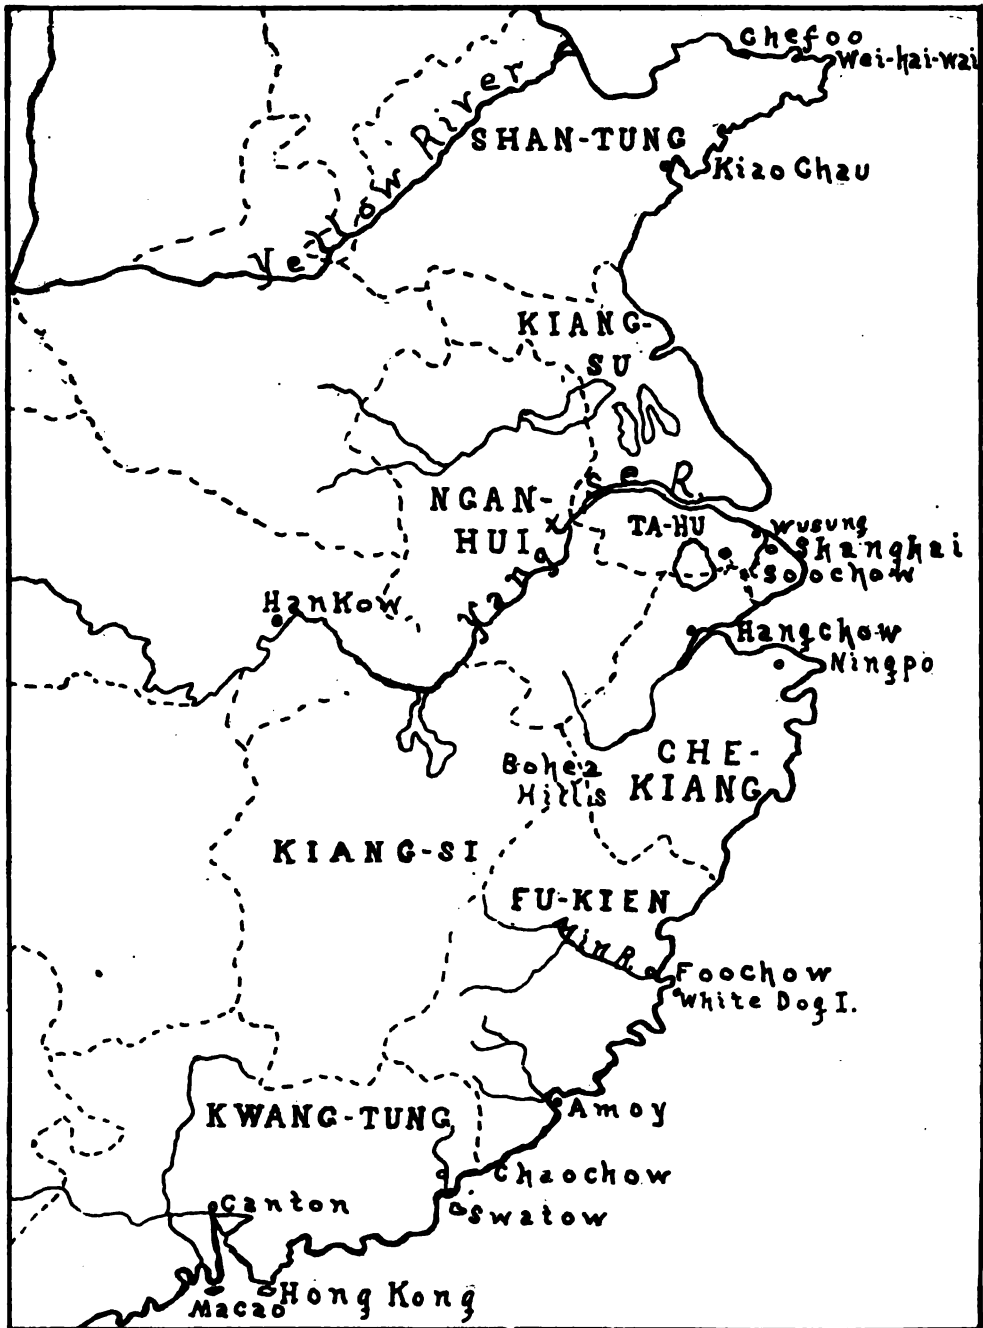 Chefoo
Wei-hai-wai
Yellow River
SHAN-TUNG
Kiao Chau
KIANG-
SU
NGAN-
HUI
Yangtse R.
TA-HU
Wusung
Shanghai
Soochow
HanKow
Hangchow
Ningpo
CHE-
KIANG
Bohea
Hills
KIANG-SI
FU-KIEN
Min R.
Foochow
White Dog I.
Amoy
KWANG-TUNG
Chaochow
Swatow
Canton
Hong Kong
Macao